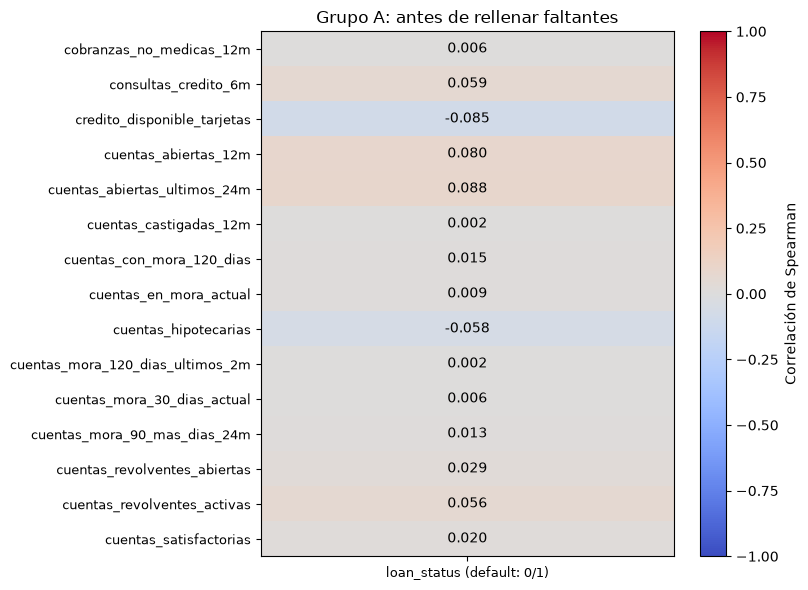 Grupo A: antes de rellenar faltantes
cobranzas_no_medicas_12m 0.006
consultas_credito_6m 0.059
credito_disponible_tarjetas -0.085
cuentas_abiertas_12m 0.080
cuentas_abiertas_ultimos_24m 0.088
cuentas_castigadas_12m 0.002
cuentas_con_mora_120_dias 0.015
cuentas_en_mora_actual 0.009
cuentas_hipotecarias -0.058
cuentas_mora_120_dias_ultimos_2m 0.002
cuentas_mora_30_dias_actual 0.006
cuentas_mora_90_mas_dias_24m 0.013
cuentas_revolventes_abiertas 0.029
cuentas_revolventes_activas 0.056
cuentas_satisfactorias 0.020
loan_status (default: 0/1)
1.00
0.75
0.50
0.25
0.00
−0.25
−0.50
−0.75
−1.00
Correlación de Spearman